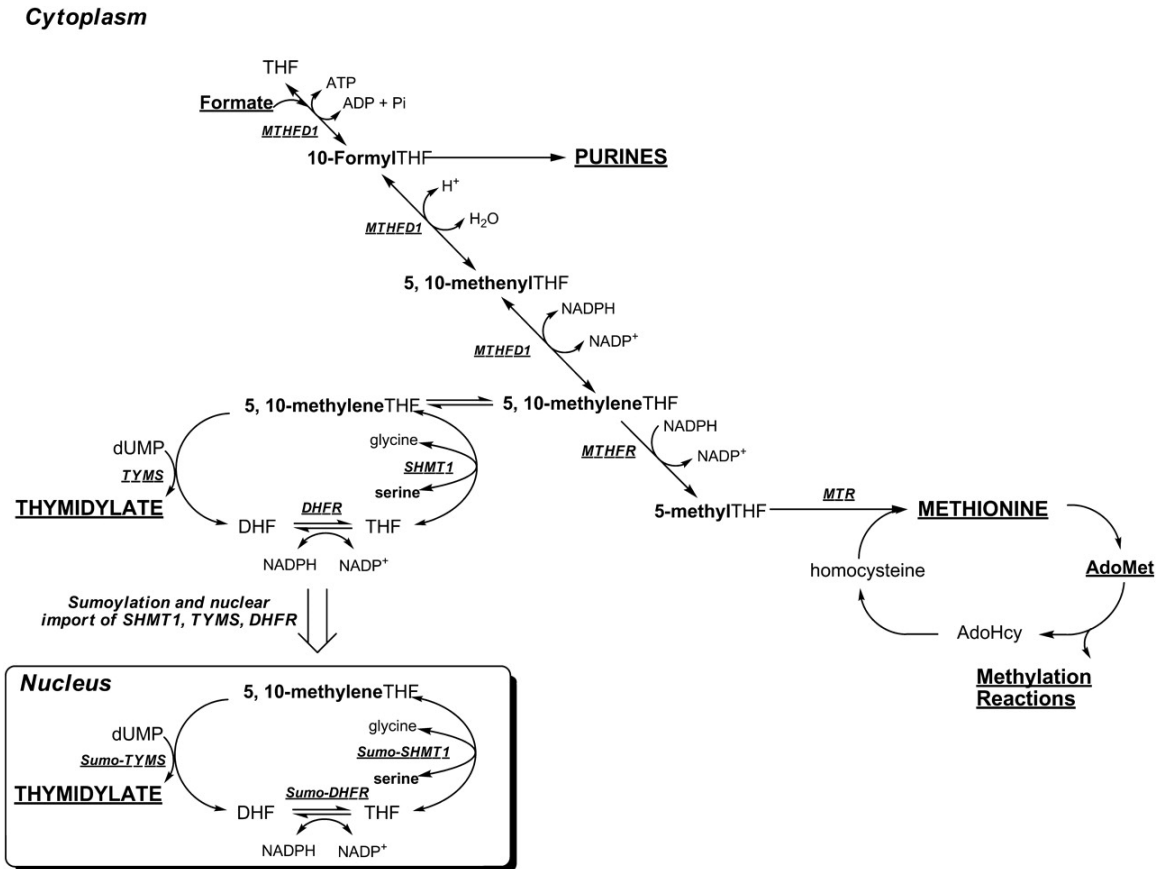 Cytoplasm
THF
ATP
Formate
ADP + Pi
MTHFD1
10-FormylTHF
PURINES
H+
MTHFD1
H2O
5, 10-methenylTHF
NADPH
MTHFD1
NADP+
5, 10-methyleneTHF
5, 10-methyleneTHF
NADPH
MTHFR
NADP+
dUMP
glycine
TYMS
SHMT1
serine
THYMIDYLATE
DHF
DHFR
THF
NADPH
NADP+
5-methylTHF
MTR
METHIONINE
homocysteine
AdoMet
AdoHcy
Methylation
Reactions
Sumoylation and nuclear
import of SHMT1, TYMS, DHFR
Nucleus
5, 10-methyleneTHF
dUMP
glycine
Sumo-TYMS
Sumo-SHMT1
serine
THYMIDYLATE
Sumo-DHFR
DHF
THF
NADPH
NADP+